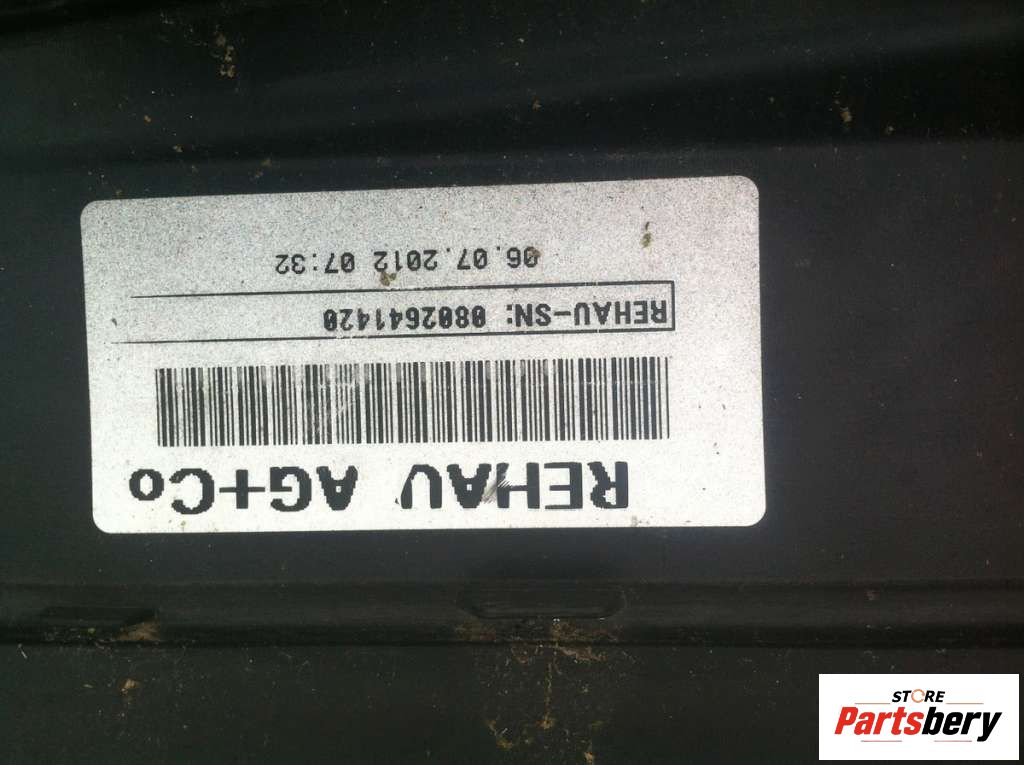 REHAU AG+Co
REHAU-SN: 0802641420
06.07.2012 07:32
STORE
Partsbery